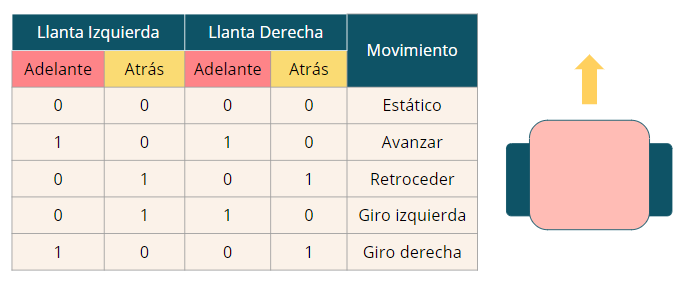 Llanta Izquierda Llanta Derecha Movimiento
Adelante Atrás Adelante Atrás
0 0 0 0 Estático
1 0 1 0 Avanzar
0 1 0 1 Retroceder
0 1 1 0 Giro izquierda
1 0 0 1 Giro derecha